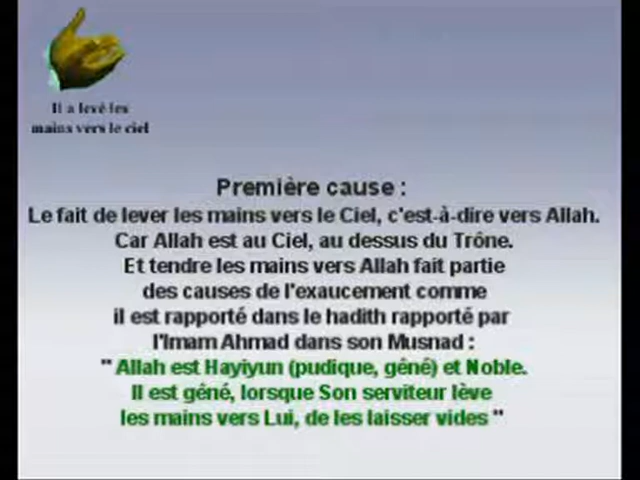 Il a levé les
mains vers le ciel
Première cause :
Le fait de lever les mains vers le Ciel, c'est-à-dire vers Allah.
Car Allah est au Ciel, au dessus du Trône.
Et tendre les mains vers Allah fait partie
des causes de l'exaucement comme
il est rapporté dans le hadith rapporté par
l'Imam Ahmad dans son Musnad :
" Allah est Hayiyun (pudique, gêné) et Noble.
Il est gêné, lorsque Son serviteur lève
les mains vers Lui, de les laisser vides "